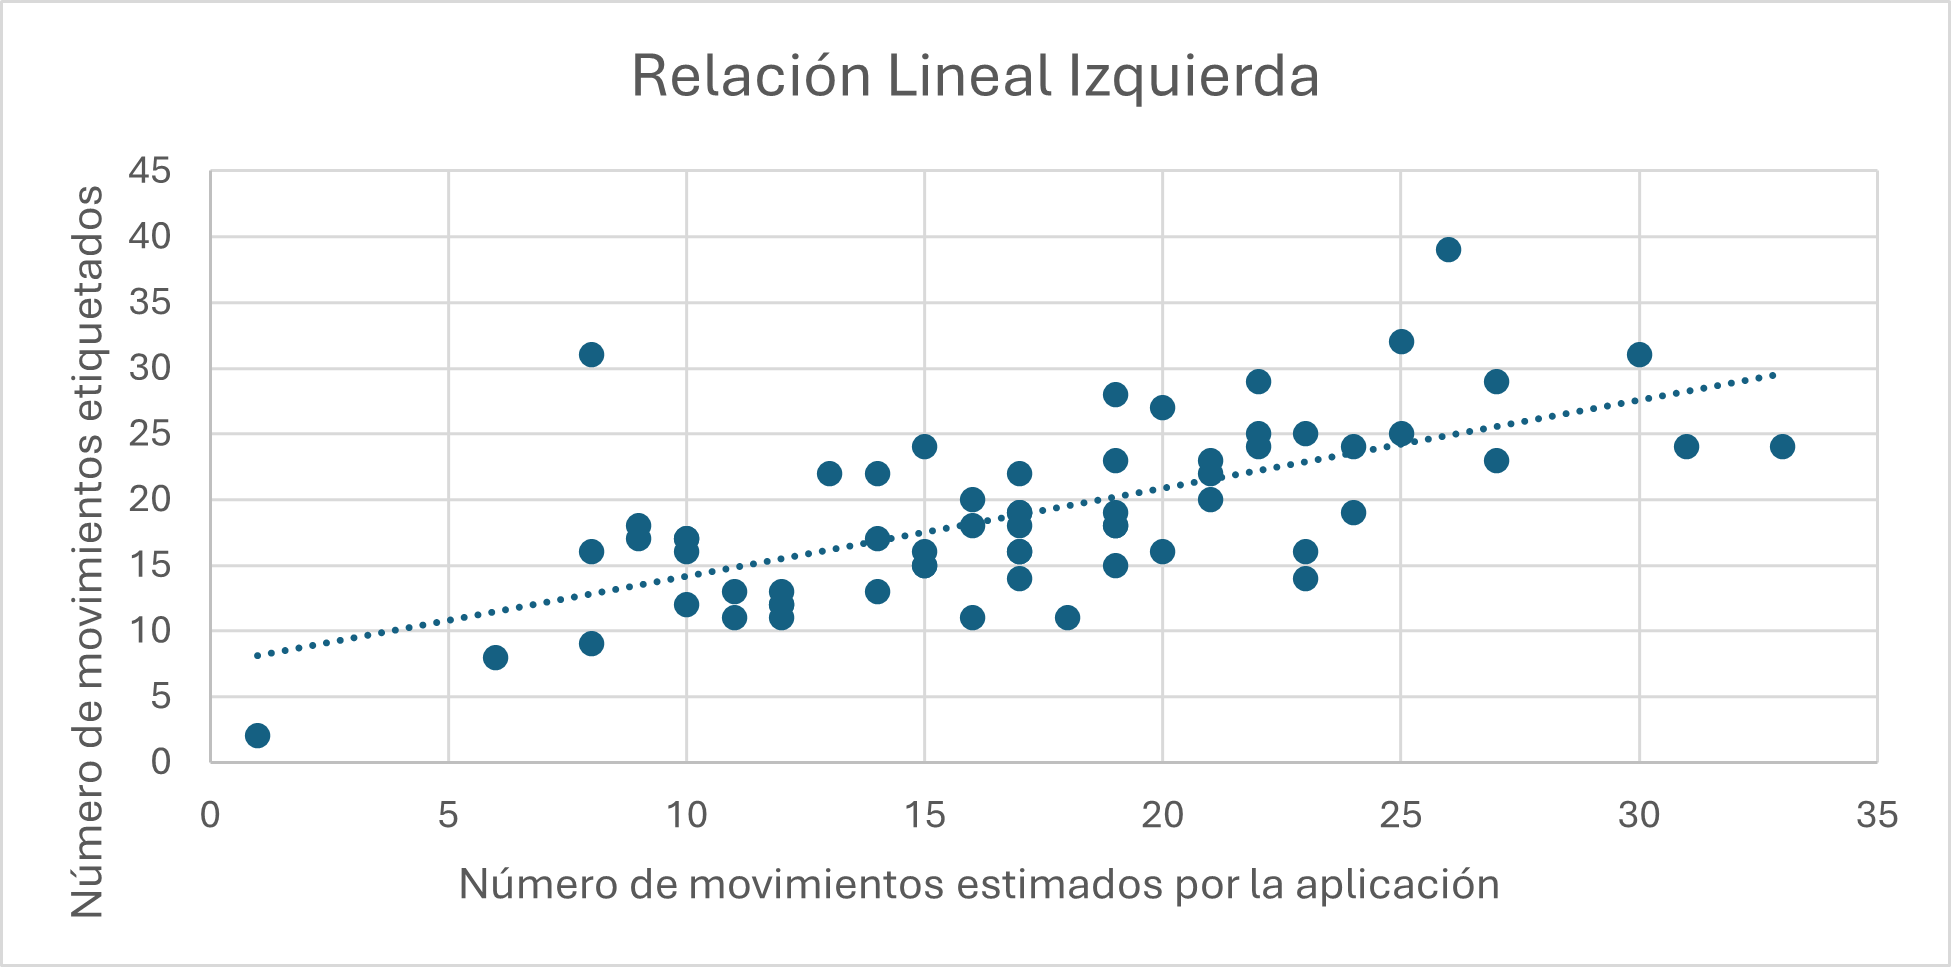 Relación Lineal Izquierda
Número de movimientos etiquetados
45
40
35
30
25
20
15
10
5
0
0 5 10 15 20 25 30 35
Número de movimientos estimados por la aplicación